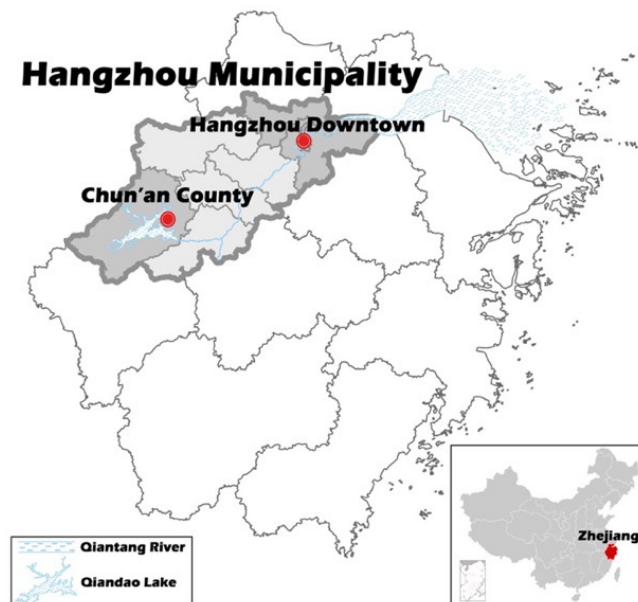 Hangzhou Municipality
Hangzhou Downtown
Chun'an County
Zhejiang
Qiantang River
Qiandao Lake